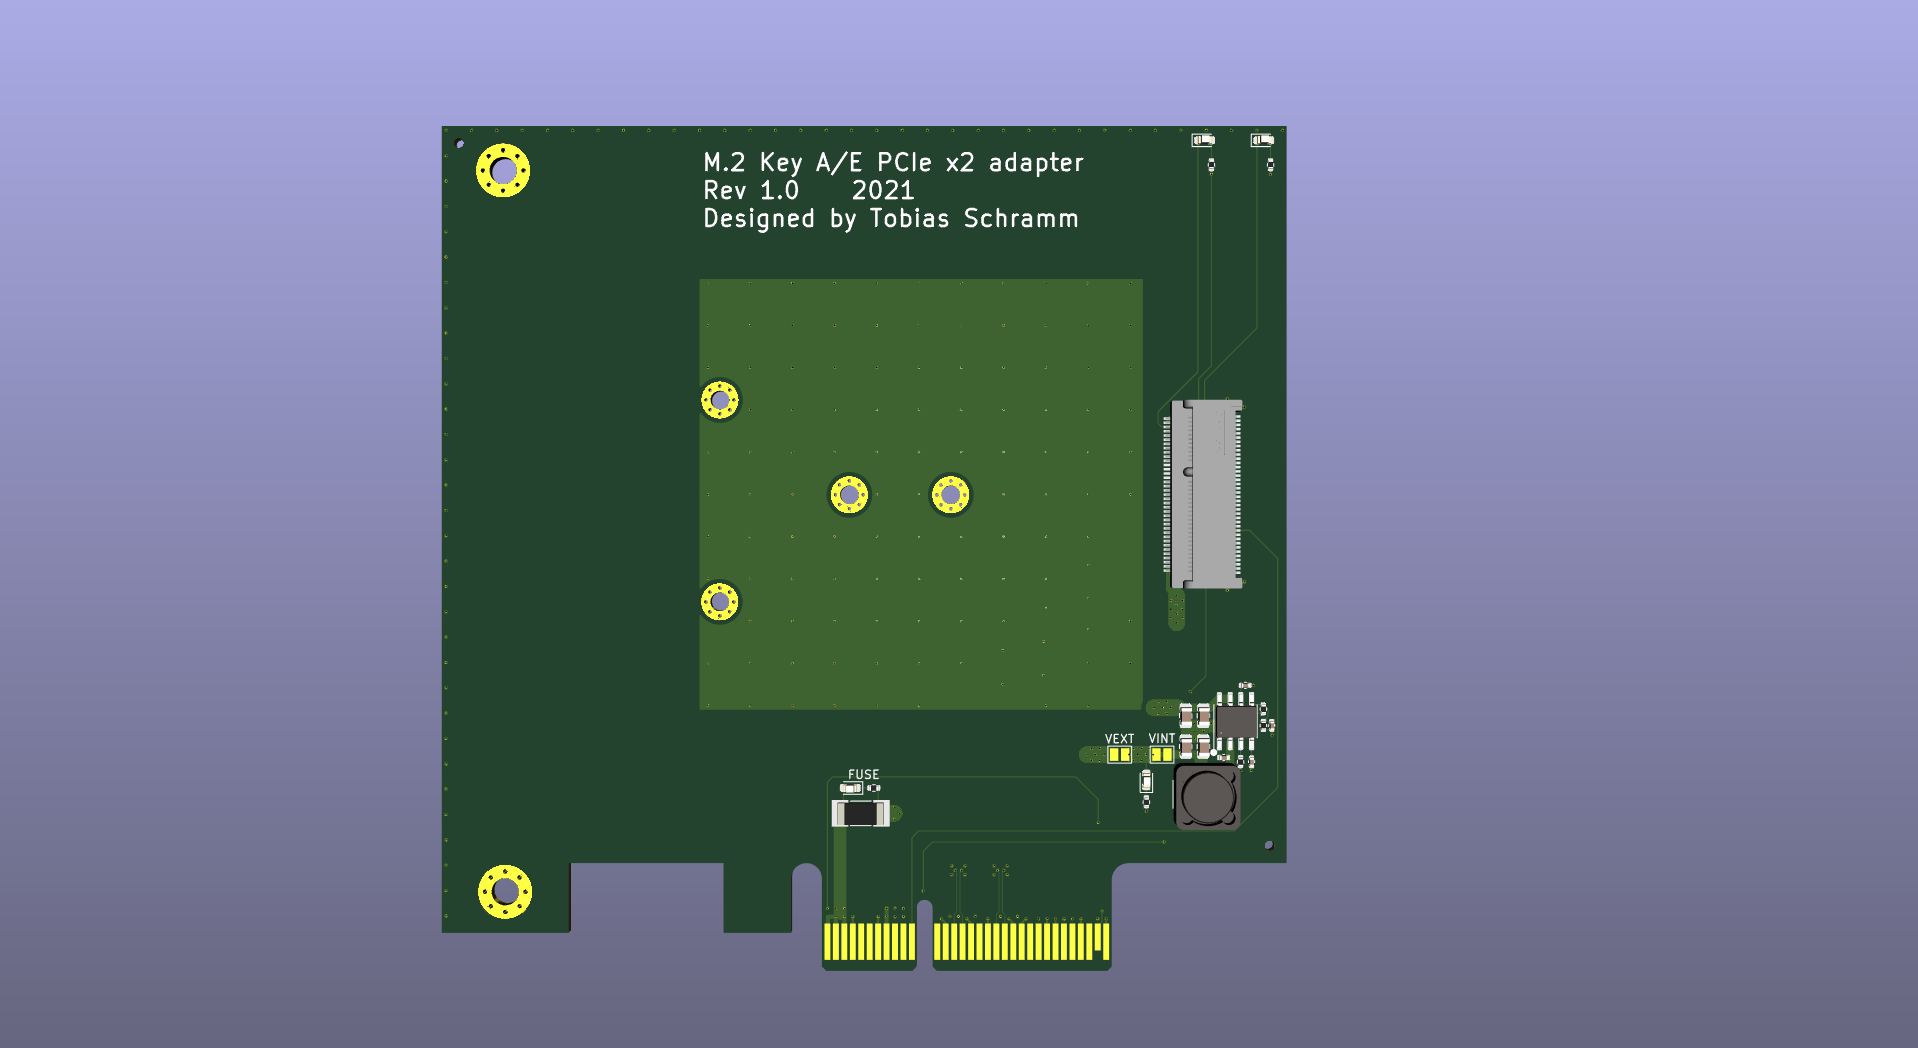 M.2 Key A/E PCIe x2 adapter
Rev 1.0    2021
Designed by Tobias Schramm
VEXT
VINT
FUSE